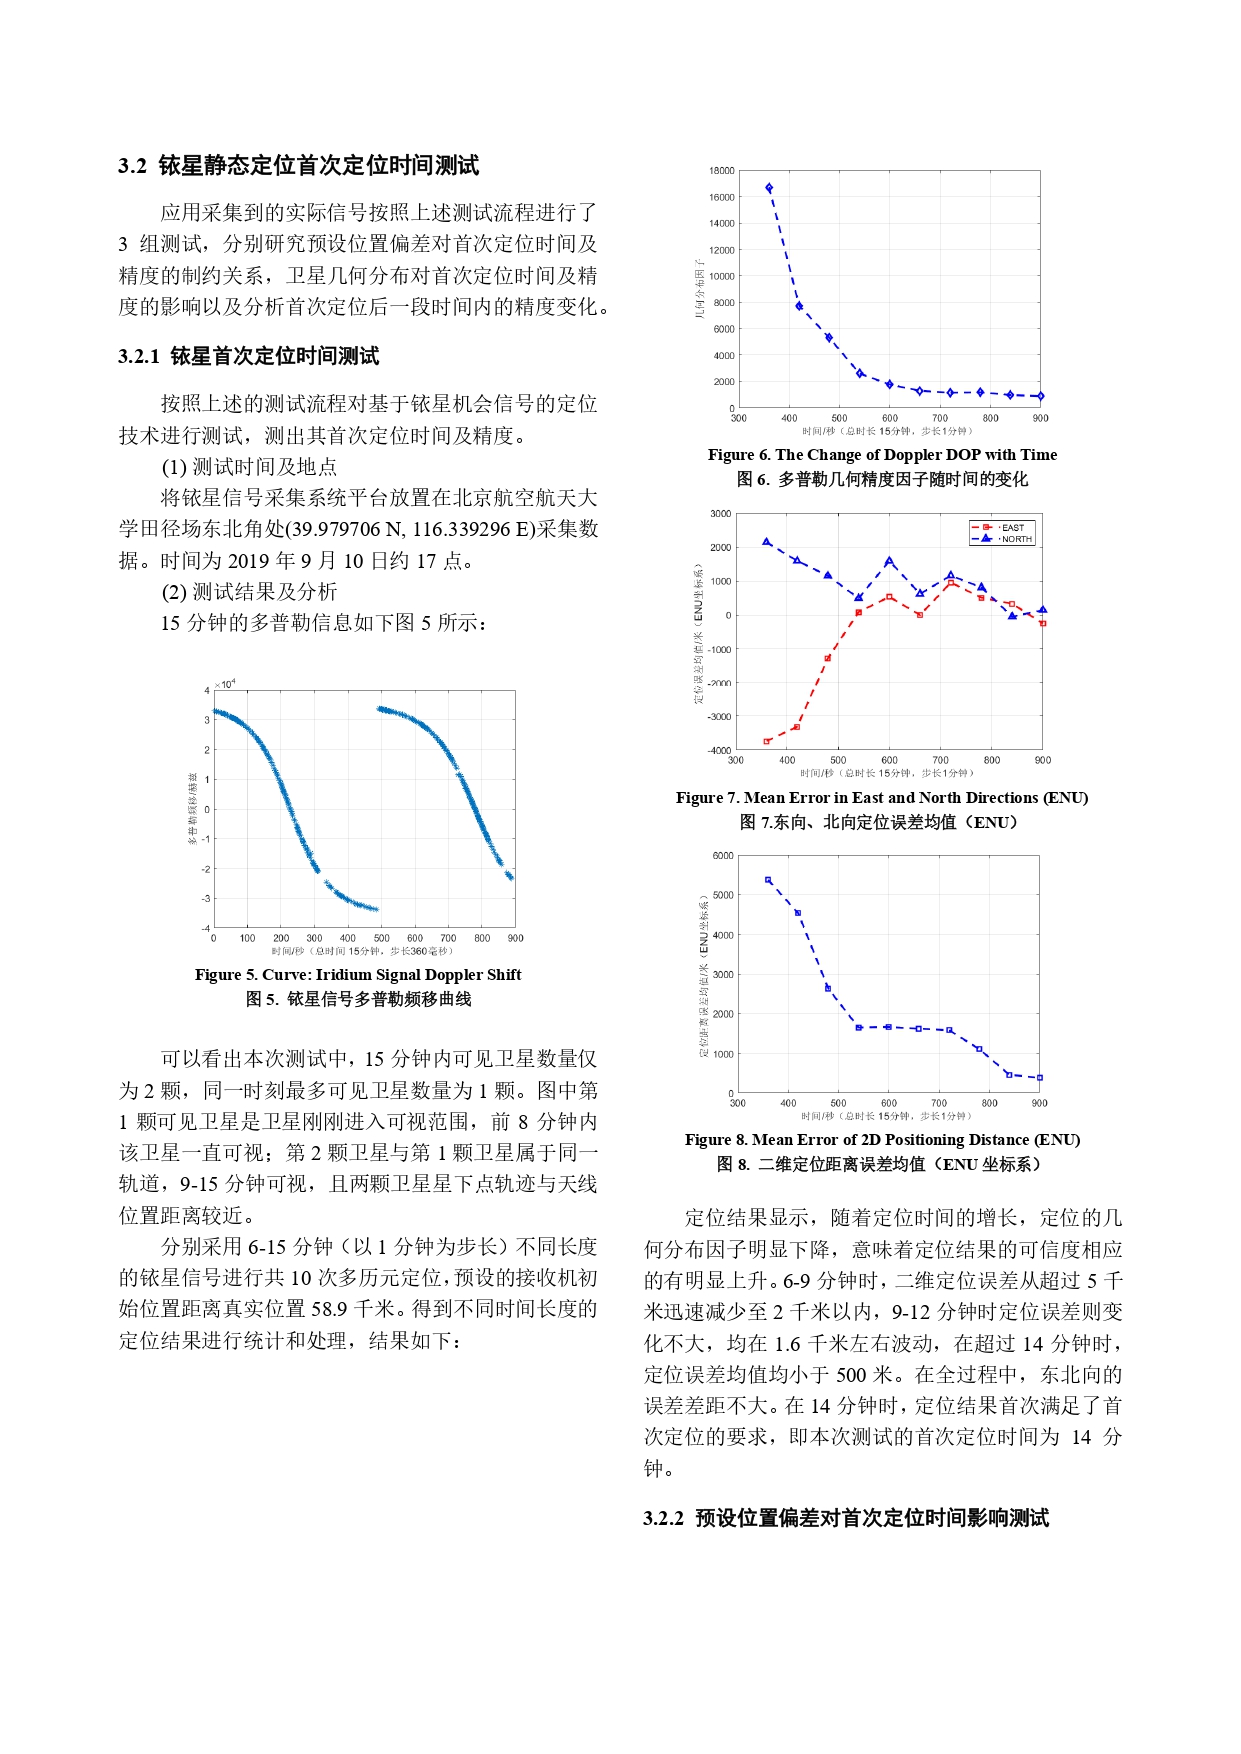 3.2 铱星静态定位首次定位时间测试
应用采集到的实际信号按照上述测试流程进行了
3 组测试，分别研究预设位置偏差对首次定位时间及
精度的制约关系，卫星几何分布对首次定位时间及精
度的影响以及分析首次定位后一段时间内的精度变化。
3.2.1 铱星首次定位时间测试
按照上述的测试流程对基于铱星机会信号的定位
技术进行测试，测出其首次定位时间及精度。
(1) 测试时间及地点
将铱星信号采集系统平台放置在北京航空航天大
学田径场东北角处(39.979706 N, 116.339296 E)采集数
据。时间为 2019 年 9 月 10 日约 17 点。
(2) 测试结果及分析
15 分钟的多普勒信息如下图 5 所示：
×10⁴
4
3
2
1
0
-1
-2
-3
-4
多普勒频移/赫兹
0 100 200 300 400 500 600 700 800 900
时间/秒（总时间 15分钟，步长360毫秒）
Figure 5. Curve: Iridium Signal Doppler Shift
图 5. 铱星信号多普勒频移曲线
可以看出本次测试中，15 分钟内可见卫星数量仅
为 2 颗，同一时刻最多可见卫星数量为 1 颗。图中第
1 颗可见卫星是卫星刚刚进入可视范围，前 8 分钟内
该卫星一直可视；第 2 颗卫星与第 1 颗卫星属于同一
轨道，9-15 分钟可视，且两颗卫星星下点轨迹与天线
位置距离较近。
分别采用 6-15 分钟（以 1 分钟为步长）不同长度
的铱星信号进行共 10 次多历元定位，预设的接收机初
始位置距离真实位置 58.9 千米。得到不同时间长度的
定位结果进行统计和处理，结果如下：
18000
16000
14000
12000
10000
8000
6000
4000
2000
0
几何分布因子
300 400 500 600 700 800 900
时间/秒（总时长 15分钟，步长1分钟）
Figure 6. The Change of Doppler DOP with Time
图 6. 多普勒几何精度因子随时间的变化
3000
2000
1000
0
-1000
-2000
-3000
-4000
定位误差均值/米（ENU坐标系）
EAST
NORTH
300 400 500 600 700 800 900
时间/秒（总时长 15分钟，步长1分钟）
Figure 7. Mean Error in East and North Directions (ENU)
图 7.东向、北向定位误差均值（ENU）
6000
5000
4000
3000
2000
1000
0
定位距离误差均值/米（ENU坐标系）
300 400 500 600 700 800 900
时间/秒（总时长 15分钟，步长1分钟）
Figure 8. Mean Error of 2D Positioning Distance (ENU)
图 8. 二维定位距离误差均值（ENU 坐标系）
定位结果显示，随着定位时间的增长，定位的几
何分布因子明显下降，意味着定位结果的可信度相应
的有明显上升。6-9 分钟时，二维定位误差从超过 5 千
米迅速减少至 2 千米以内，9-12 分钟时定位误差则变
化不大，均在 1.6 千米左右波动，在超过 14 分钟时，
定位误差均值均小于 500 米。在全过程中，东北向的
误差差距不大。在 14 分钟时，定位结果首次满足了首
次定位的要求，即本次测试的首次定位时间为 14 分
钟。
3.2.2 预设位置偏差对首次定位时间影响测试